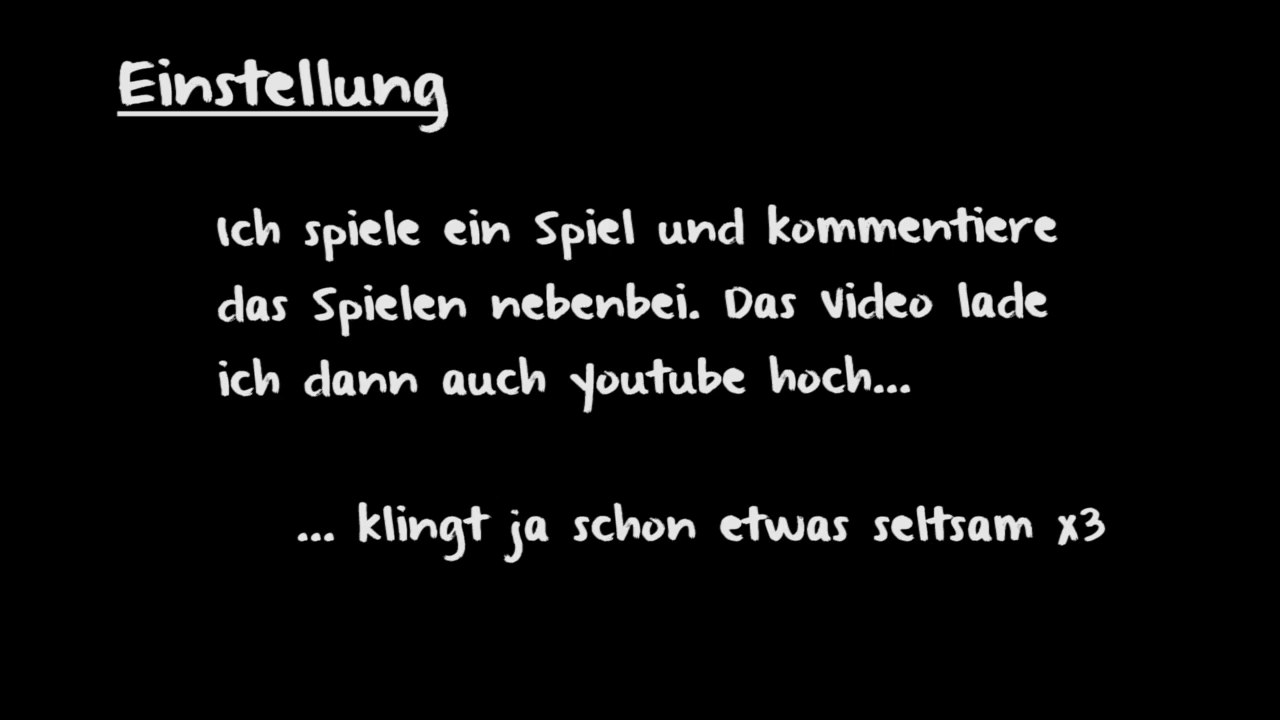 Einstellung
Ich spiele ein Spiel und kommentiere
das Spielen nebenbei. Das Video lade
ich dann auch youtube hoch...
... klingt ja schon etwas seltsam x3